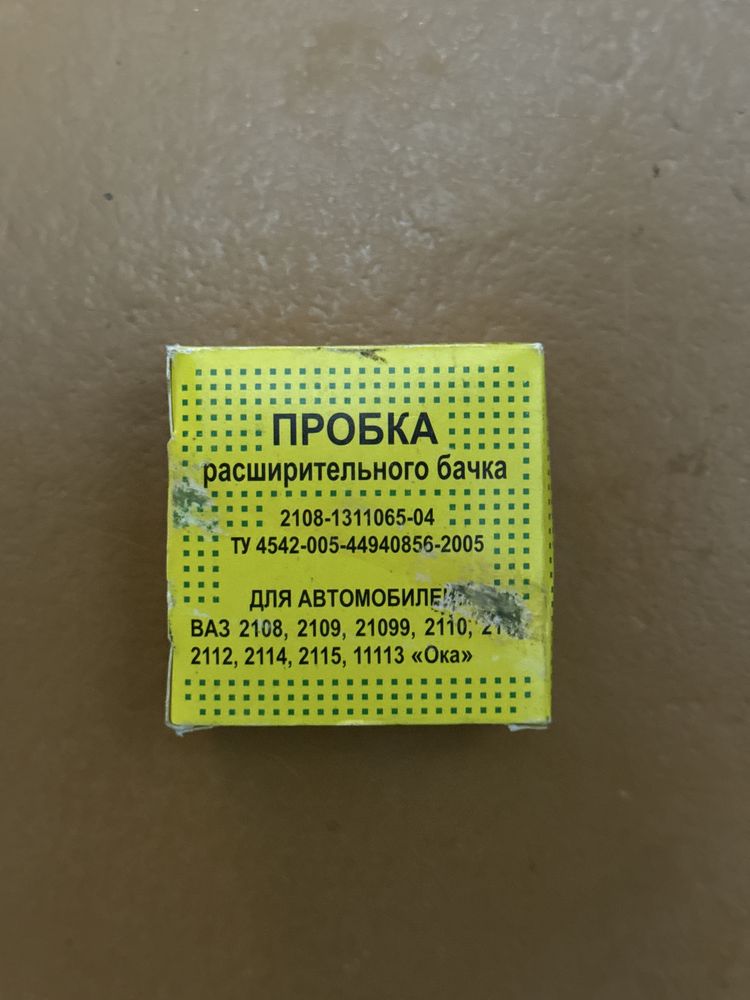 ПРОБКА
расширительного бачка
2108-1311065-04
ТУ 4542-005-44940856-2005
ДЛЯ АВТОМОБИЛЕЙ
ВАЗ 2108, 2109, 21099, 2110,
2112, 2114, 2115, 11113 «Ока»